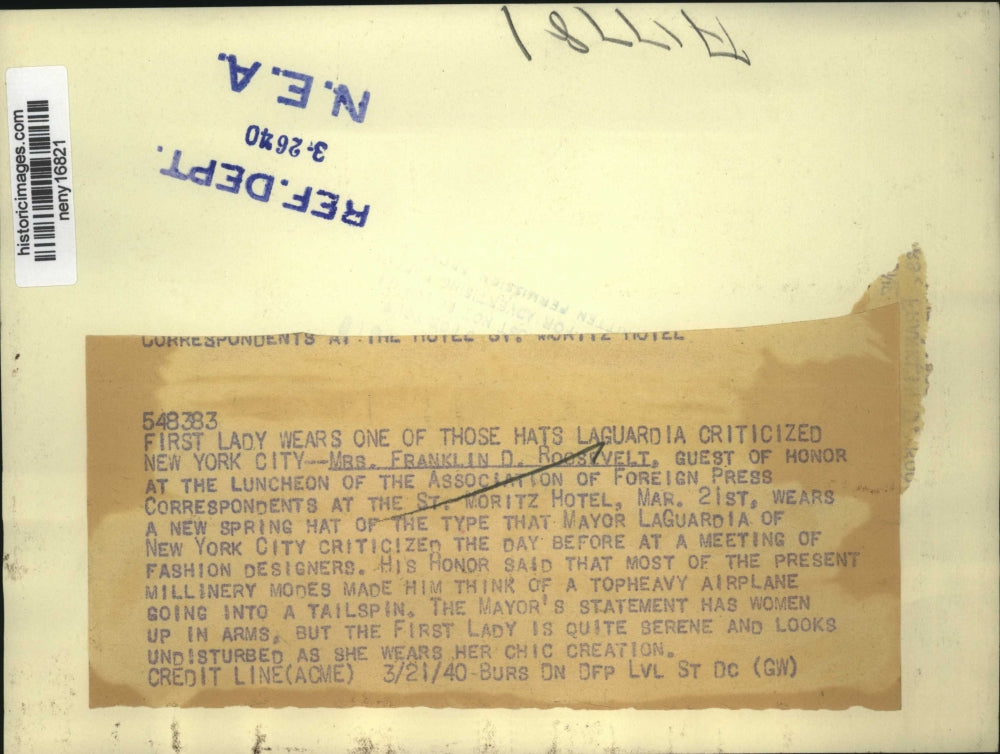 F17781
N.E.A.
3-2640
REF. DEPT.
historicimages.com
neny16821
WRITTEN PERMISSION
FOR ADVERTISING
CORRESPONDENTS AT THE HOTEL ST. MORITZ HOTEL
548383
FIRST LADY WEARS ONE OF THOSE HATS LAGUARDIA CRITICIZED
NEW YORK CITY--MRS. FRANKLIN D. ROOSEVELT, GUEST OF HONOR
AT THE LUNCHEON OF THE ASSOCIATION OF FOREIGN PRESS
CORRESPONDENTS AT THE ST. MORITZ HOTEL, MAR. 21ST, WEARS
A NEW SPRING HAT OF THE TYPE THAT MAYOR LAGUARDIA OF
NEW YORK CITY CRITICIZED THE DAY BEFORE AT A MEETING OF
FASHION DESIGNERS. HIS HONOR SAID THAT MOST OF THE PRESENT
MILLINERY MODES MADE HIM THINK OF A TOPHEAVY AIRPLANE
GOING INTO A TAILSPIN. THE MAYOR'S STATEMENT HAS WOMEN
UP IN ARMS, BUT THE FIRST LADY IS QUITE SERENE AND LOOKS
UNDISTURBED AS SHE WEARS HER CHIC CREATION.
CREDIT LINE(ACME) 3/21/40-BURS DN DFP LVL ST DC (GW)